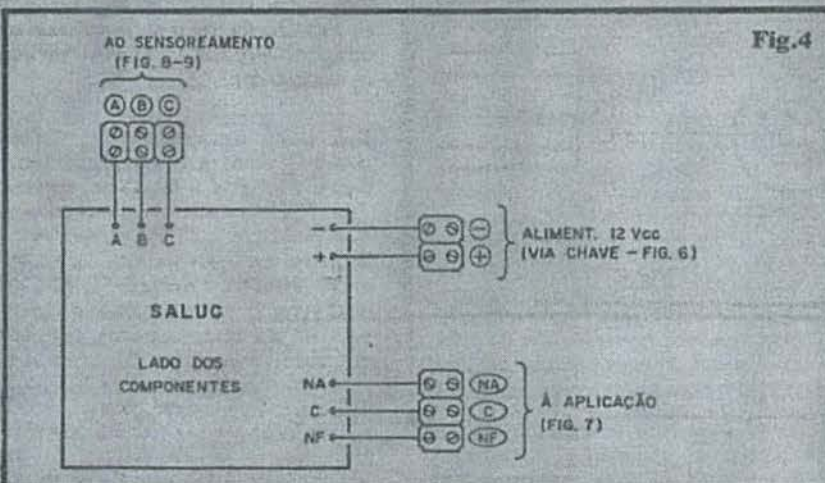 Fig.4
AO SENSOREAMENTO
(FIG. 8-9)
A B C
A B C
-
+
- 
+
ALIMENT. 12 Vcc
(VIA CHAVE - FIG. 6)
SALUC
LADO DOS
COMPONENTES
NA
C
NF
NA
C
NF
À APLICAÇÃO
(FIG. 7)